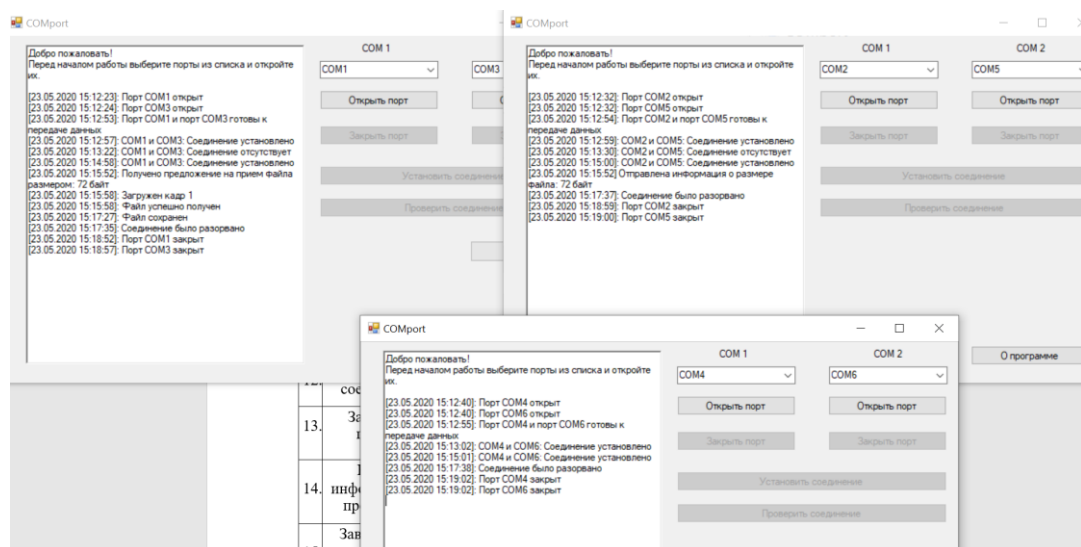 COMport
Добро пожаловать!
Перед началом работы выберите порты из списка и откройте
их.
[23.05.2020 15:12:23]: Порт COM1 открыт
[23.05.2020 15:12:24]: Порт COM3 открыт
[23.05.2020 15:12:53]: Порт COM1 и порт COM3 готовы к
передаче данных
[23.05.2020 15:12:57]: COM1 и COM3: Соединение установлено
[23.05.2020 15:13:22]: COM1 и COM3: Соединение отсутствует
[23.05.2020 15:14:58]: COM1 и COM3: Соединение установлено
[23.05.2020 15:15:52]: Получено предложение на прием файла
размером: 72 байт
[23.05.2020 15:15:58]: Загружен кадр 1
[23.05.2020 15:15:58]: Файл успешно получен
[23.05.2020 15:17:27]: Файл сохранен
[23.05.2020 15:17:35]: Соединение было разорвано
[23.05.2020 15:18:52]: Порт COM1 закрыт
[23.05.2020 15:18:57]: Порт COM3 закрыт
COM 1
COM1
COM3
Открыть порт
Закрыть порт
Установить соединение
Проверить соединение
COMport
Добро пожаловать!
Перед началом работы выберите порты из списка и откройте
их.
[23.05.2020 15:12:32]: Порт COM2 открыт
[23.05.2020 15:12:32]: Порт COM5 открыт
[23.05.2020 15:12:54]: Порт COM2 и порт COM5 готовы к
передаче данных
[23.05.2020 15:12:59]: COM2 и COM5: Соединение установлено
[23.05.2020 15:13:30]: COM2 и COM5: Соединение отсутствует
[23.05.2020 15:15:00]: COM2 и COM5: Соединение установлено
[23.05.2020 15:15:52] Отправлена информация о размере
файла: 72 байт
[23.05.2020 15:17:37]: Соединение было разорвано
[23.05.2020 15:18:59]: Порт COM2 закрыт
[23.05.2020 15:19:00]: Порт COM5 закрыт
COM 1
COM 2
COM2
COM5
Открыть порт
Открыть порт
Закрыть порт
Закрыть порт
Установить соединение
Проверить соединение
О программе
COMport
Добро пожаловать!
Перед началом работы выберите порты из списка и откройте
их.
[23.05.2020 15:12:40]: Порт COM4 открыт
[23.05.2020 15:12:40]: Порт COM6 открыт
[23.05.2020 15:12:55]: Порт COM4 и порт COM6 готовы к
передаче данных
[23.05.2020 15:13:02]: COM4 и COM6: Соединение установлено
[23.05.2020 15:15:01]: COM4 и COM6: Соединение установлено
[23.05.2020 15:17:38]: Соединение было разорвано
[23.05.2020 15:19:02]: Порт COM4 закрыт
[23.05.2020 15:19:02]: Порт COM6 закрыт
COM 1
COM 2
COM4
COM6
Открыть порт
Открыть порт
Закрыть порт
Закрыть порт
Установить соединение
Проверить соединение
сое
13.
За
14.
инфо
пр
Зав